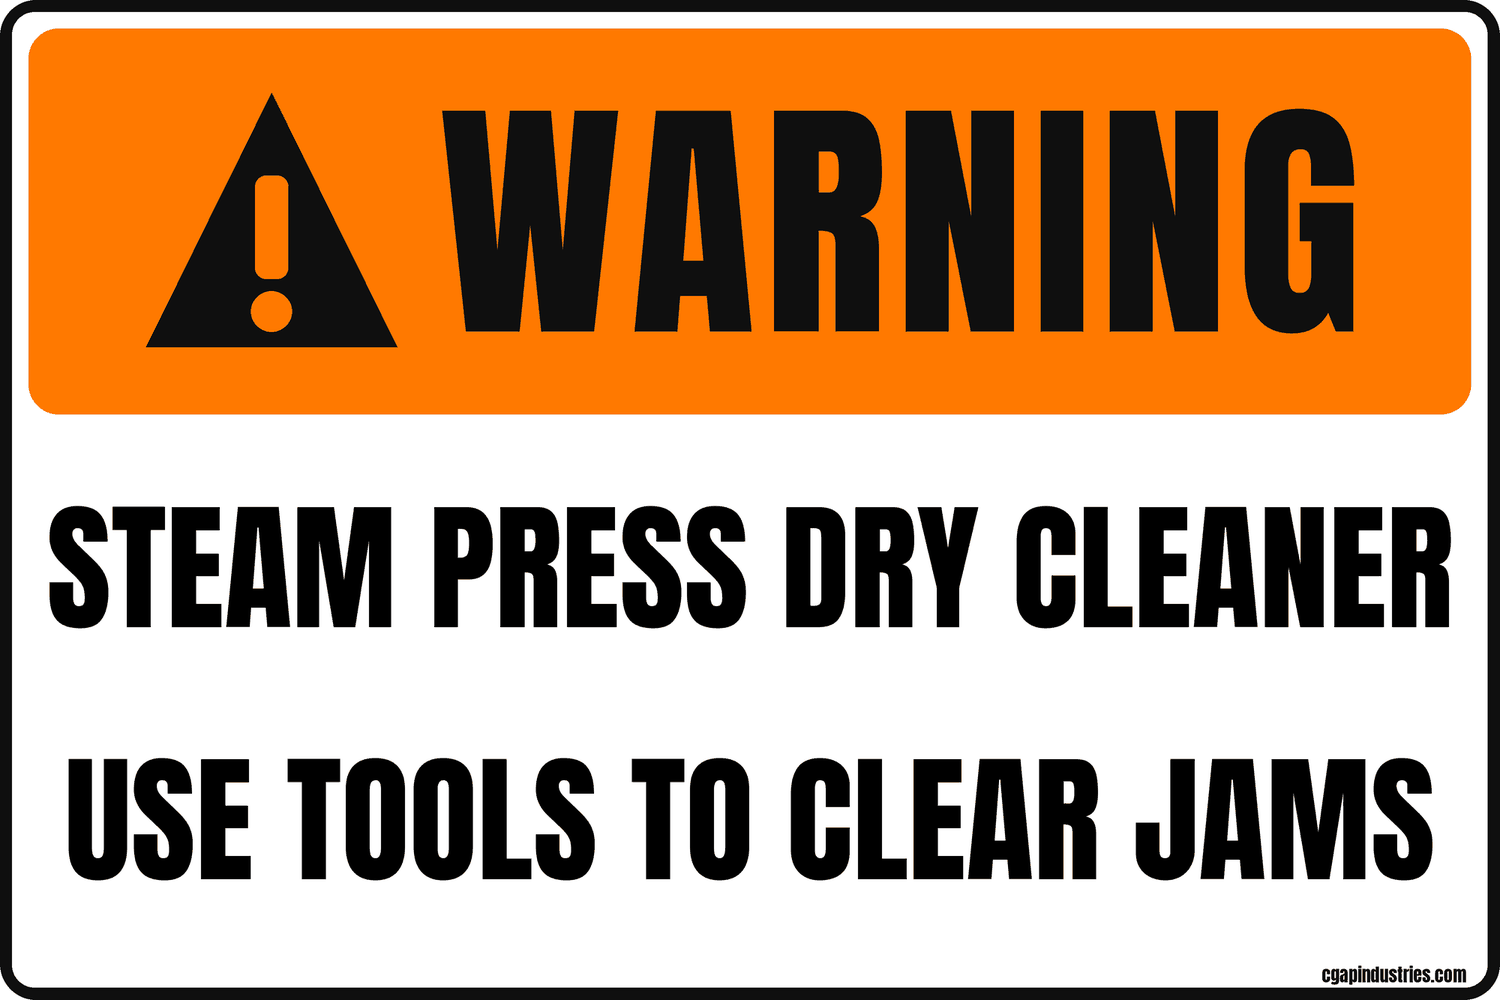 WARNING
STEAM PRESS DRY CLEANER
USE TOOLS TO CLEAR JAMS
cgapindustries.com